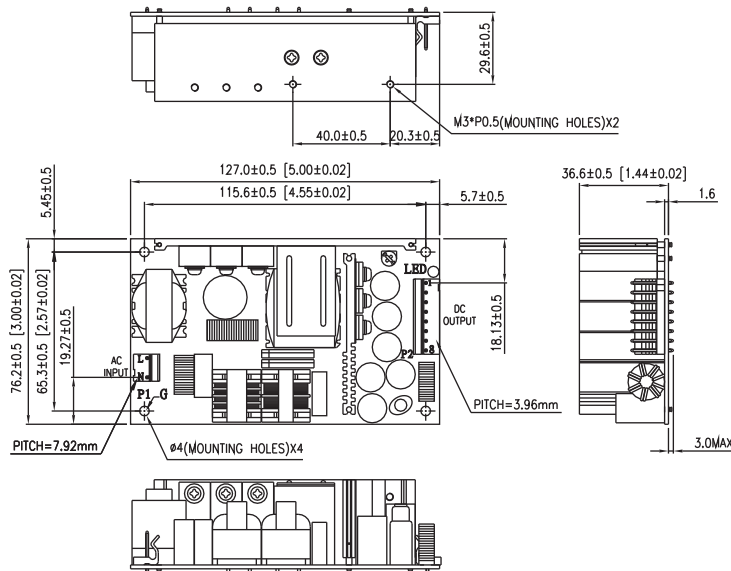 29.6±0.5
M3*P0.5(MOUNTING HOLES)X2
40.0±0.5
20.3±0.5
127.0±0.5 [5.00±0.02]
115.6±0.5 [4.55±0.02]
5.7±0.5
5.45±0.5
36.6±0.5 [1.44±0.02]
1.6
76.2±0.5 [3.00±0.02]
65.3±0.5 [2.57±0.02]
19.27±0.5
LED
1
DC
OUTPUT
18.13±0.5
AC
INPUT
L
N
P2
8
P1
G
PITCH=3.96mm
PITCH=7.92mm
ø4(MOUNTING HOLES)X4
3.0MAX